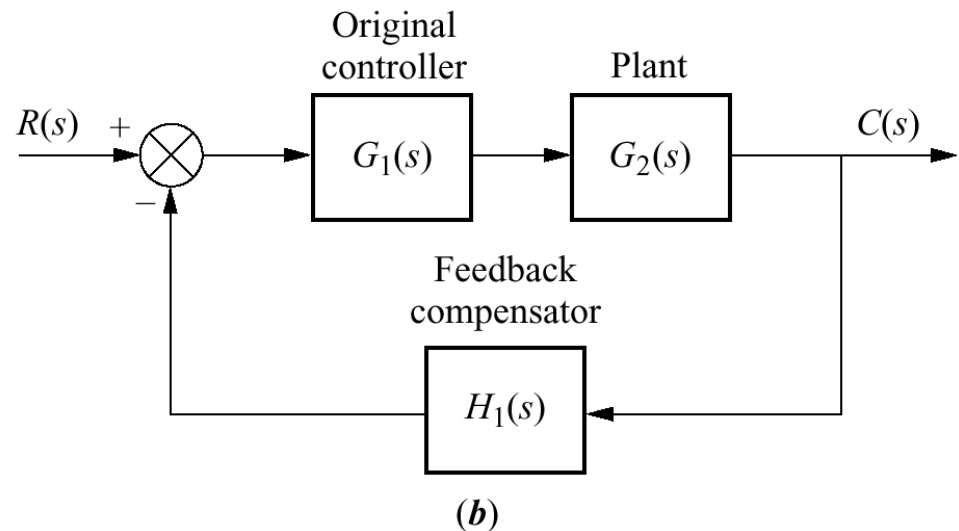 Original
controller
Plant
R(s)
+
G₁(s)
G₂(s)
C(s)
−
Feedback
compensator
H₁(s)
(b)